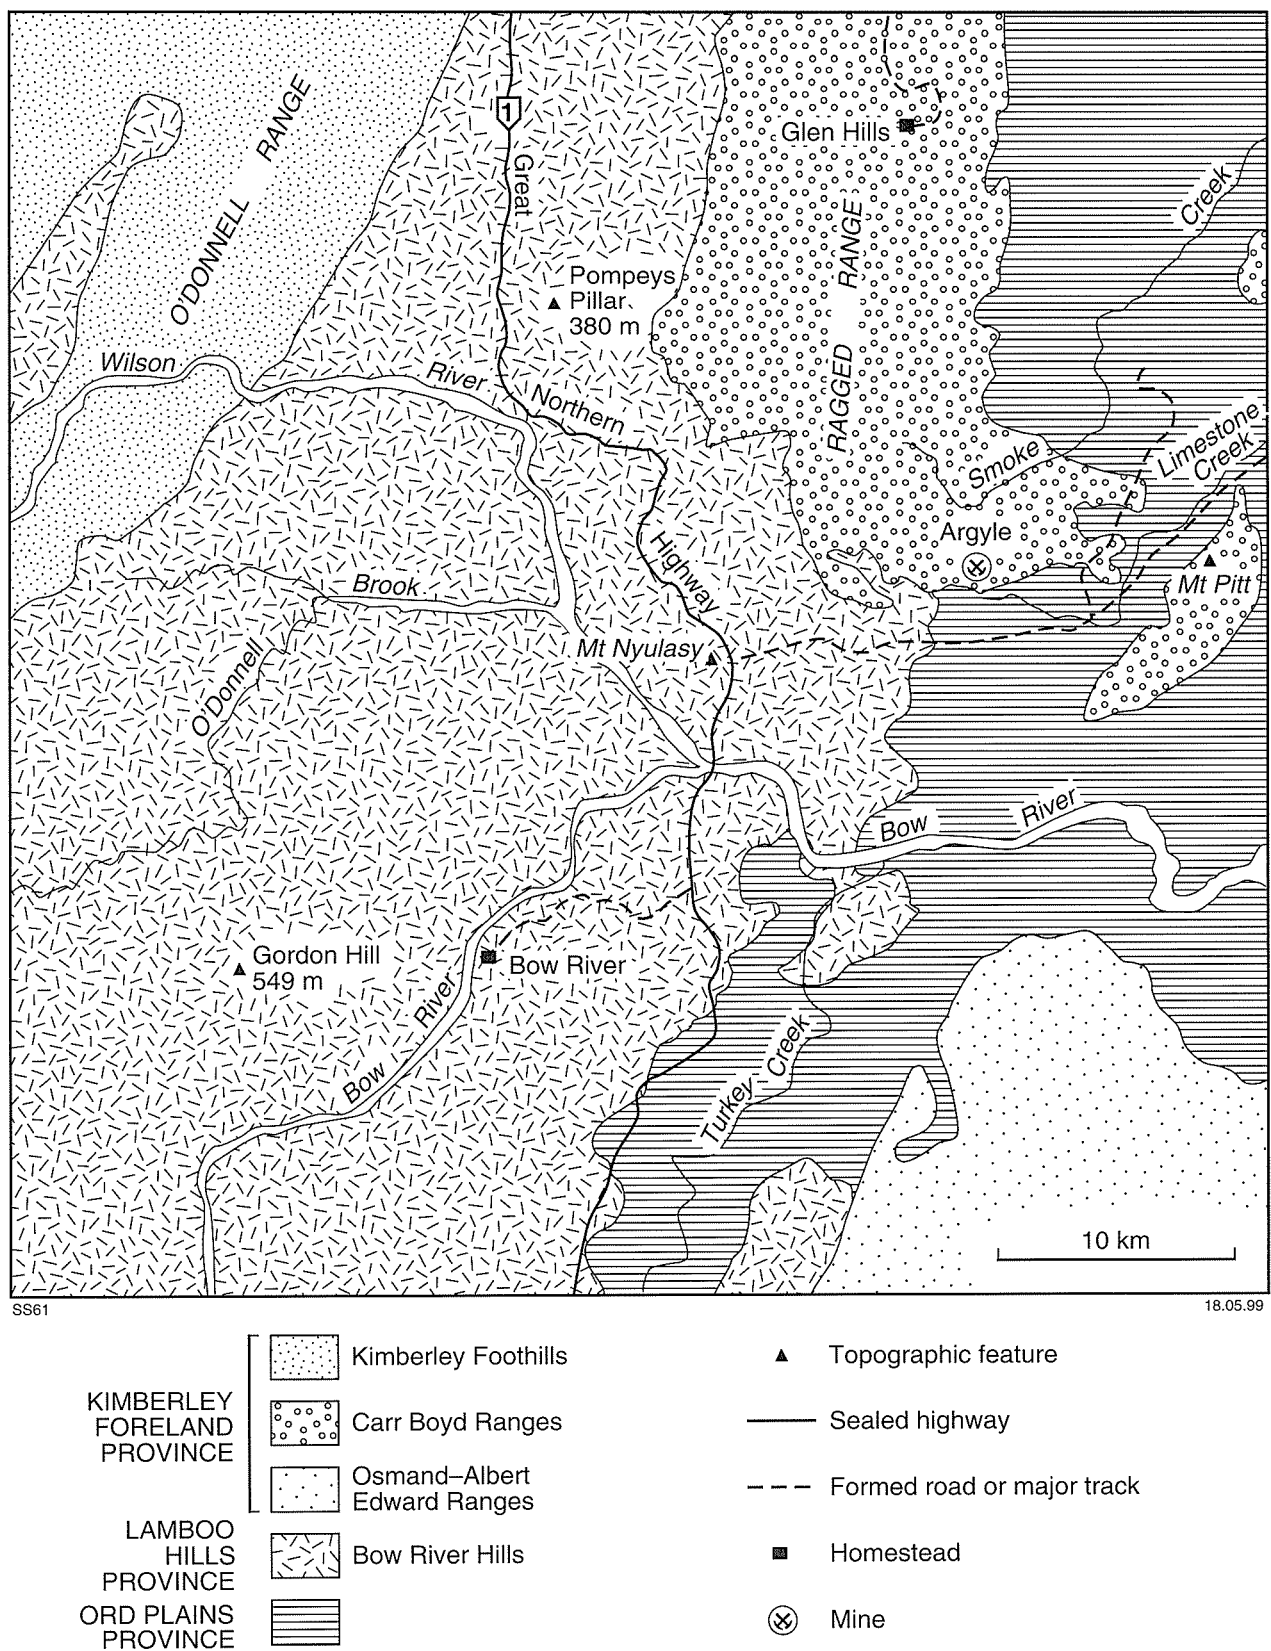 1
Great
Northern
Highway
O'DONNELL RANGE
Glen Hills
RAGGED RANGE
Creek
Smoke
Pompeys
Pillar
380 m
Wilson
River
Limestone
Creek
Argyle
Mt Pitt
Brook
O'Donnell
Mt Nyulasy
Bow
River
Gordon Hill
549 m
Bow River
River
Bow
Creek
Turkey
10 km
SS61
18.05.99
KIMBERLEY
FORELAND
PROVINCE
Kimberley Foothills
Carr Boyd Ranges
Osmand–Albert
Edward Ranges
LAMBOO
HILLS
PROVINCE
Bow River Hills
ORD PLAINS
PROVINCE
Topographic feature
Sealed highway
Formed road or major track
Homestead
Mine